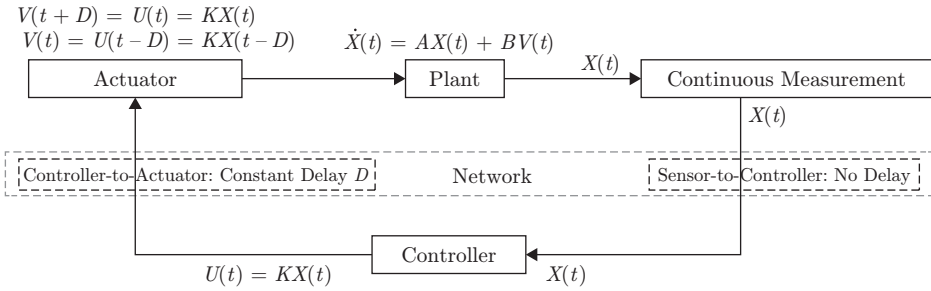 V(t + D) = U(t) = KX(t)
V(t) = U(t − D) = KX(t − D)
Ẋ(t) = AX(t) + BV(t)
Actuator
Plant
X(t)
Continuous Measurement
X(t)
Controller-to-Actuator: Constant Delay D
Network
Sensor-to-Controller: No Delay
Controller
U(t) = KX(t)
X(t)